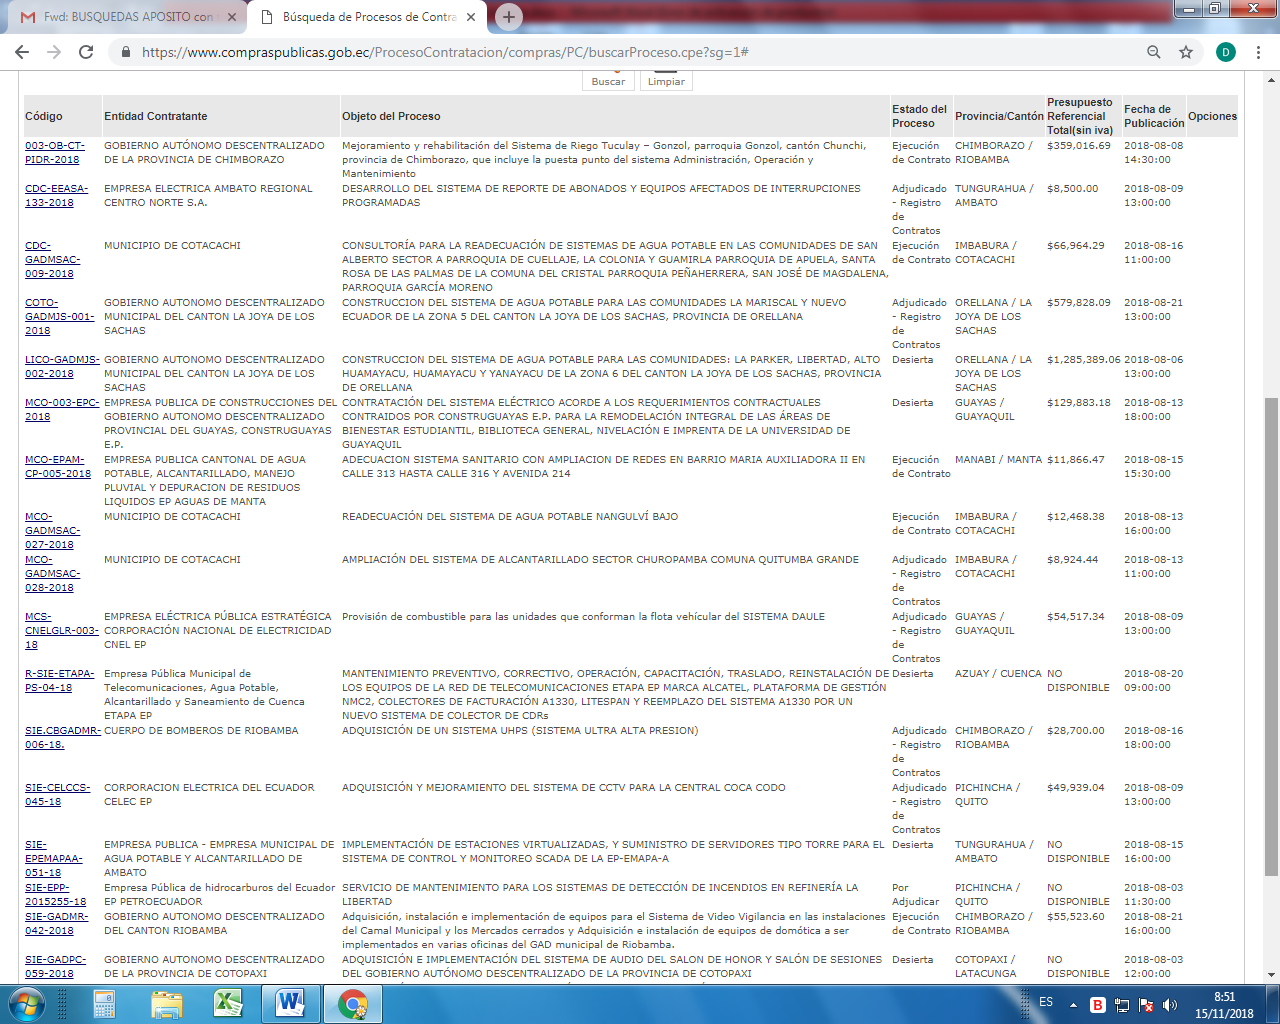 Fwd: BUSQUEDAS APOSITO con
Búsqueda de Procesos de Contra
https://www.compraspublicas.gob.ec/ProcesoContratacion/compras/PC/buscarProceso.cpe?sg=1#
D
Buscar Limpiar
Código Entidad Contratante Objeto del Proceso Estado del Proceso Provincia/Cantón Presupuesto Referencial Total(sin iva) Fecha de Publicación Opciones
003-OB-CT- GOBIERNO AUTÓNOMO DESCENTRALIZADO Mejoramiento y rehabilitación del Sistema de Riego Tuculay – Gonzol, parroquia Gonzol, cantón Chunchi, Ejecución CHIMBORAZO / $359,016.69 2018-08-08
PIDR-2018 DE LA PROVINCIA DE CHIMBORAZO provincia de Chimborazo, que incluye la puesta punto del sistema Administración, Operación y de Contrato RIOBAMBA 14:30:00
Mantenimiento
CDC-EEASA- EMPRESA ELECTRICA AMBATO REGIONAL DESARROLLO DEL SISTEMA DE REPORTE DE ABONADOS Y EQUIPOS AFECTADOS DE INTERRUPCIONES Adjudicado TUNGURAHUA / $8,500.00 2018-08-09
133-2018 CENTRO NORTE S.A. PROGRAMADAS - Registro AMBATO 13:00:00
de
Contratos
CDC- MUNICIPIO DE COTACACHI CONSULTORÍA PARA LA READECUACIÓN DE SISTEMAS DE AGUA POTABLE EN LAS COMUNIDADES DE SAN Ejecución IMBABURA / $66,964.29 2018-08-16
GADMSAC- ALBERTO SECTOR A PARROQUIA DE CUELLAJE, LA COLONIA Y GUAMIRLA PARROQUIA DE APUELA, SANTA de Contrato COTACACHI 11:00:00
009-2018 ROSA DE LAS PALMAS DE LA COMUNA DEL CRISTAL PARROQUIA PEÑAHERRERA, SAN JOSÉ DE MAGDALENA,
PARROQUIA GARCÍA MORENO
COTO- GOBIERNO AUTONOMO DESCENTRALIZADO CONSTRUCCION DEL SISTEMA DE AGUA POTABLE PARA LAS COMUNIDADES LA MARISCAL Y NUEVO Adjudicado ORELLANA / LA $579,828.09 2018-08-21
GADMJS-001- MUNICIPAL DEL CANTON LA JOYA DE LOS ECUADOR DE LA ZONA 5 DEL CANTON LA JOYA DE LOS SACHAS, PROVINCIA DE ORELLANA - Registro JOYA DE LOS 13:00:00
2018 SACHAS de SACHAS
Contratos
LICO-GADMJS- GOBIERNO AUTONOMO DESCENTRALIZADO CONSTRUCCION DEL SISTEMA DE AGUA POTABLE PARA LAS COMUNIDADES: LA PARKER, LIBERTAD, ALTO Desierta ORELLANA / LA $1,285,389.06 2018-08-06
002-2018 MUNICIPAL DEL CANTON LA JOYA DE LOS HUAMAYACU, HUAMAYACU Y YANAYACU DE LA ZONA 6 DEL CANTON LA JOYA DE LOS SACHAS, PROVINCIA JOYA DE LOS 13:00:00
SACHAS DE ORELLANA SACHAS
MCO-003-EPC- EMPRESA PUBLICA DE CONSTRUCCIONES DEL CONTRATACIÓN DEL SISTEMA ELÉCTRICO ACORDE A LOS REQUERIMIENTOS CONTRACTUALES Desierta GUAYAS / $129,883.18 2018-08-13
2018 GOBIERNO AUTONOMO DESCENTRALIZADO CONTRAIDOS POR CONSTRUGUAYAS E.P. PARA LA REMODELACIÓN INTEGRAL DE LAS ÁREAS DE GUAYAQUIL 18:00:00
PROVINCIAL DEL GUAYAS, CONSTRUGUAYAS BIENESTAR ESTUDIANTIL, BIBLIOTECA GENERAL, NIVELACIÓN E IMPRENTA DE LA UNIVERSIDAD DE
E.P. GUAYAQUIL
MCO-EPAM- EMPRESA PUBLICA CANTONAL DE AGUA ADECUACION SISTEMA SANITARIO CON AMPLIACION DE REDES EN BARRIO MARIA AUXILIADORA II EN Ejecución MANABI / MANTA $11,866.47 2018-08-15
CP-005-2018 POTABLE, ALCANTARILLADO, MANEJO CALLE 313 HASTA CALLE 316 Y AVENIDA 214 de Contrato 15:30:00
PLUVIAL Y DEPURACION DE RESIDUOS
LIQUIDOS EP AGUAS DE MANTA
MCO- MUNICIPIO DE COTACACHI READECUACIÓN DEL SISTEMA DE AGUA POTABLE NANGULVÍ BAJO Ejecución IMBABURA / $12,468.38 2018-08-13
GADMSAC- de Contrato COTACACHI 16:00:00
027-2018
MCO- MUNICIPIO DE COTACACHI AMPLIACIÓN DEL SISTEMA DE ALCANTARILLADO SECTOR CHUROPAMBA COMUNA QUITUMBA GRANDE Adjudicado IMBABURA / $8,924.44 2018-08-13
GADMSAC- - Registro COTACACHI 11:00:00
028-2018 de
Contratos
MCS- EMPRESA ELÉCTRICA PÚBLICA ESTRATÉGICA Provisión de combustible para las unidades que conforman la flota vehícular del SISTEMA DAULE Adjudicado GUAYAS / $54,517.34 2018-08-09
CNELGLR-003- CORPORACIÓN NACIONAL DE ELECTRICIDAD - Registro GUAYAQUIL 13:00:00
18 CNEL EP de
Contratos
R-SIE-ETAPA- Empresa Pública Municipal de MANTENIMIENTO PREVENTIVO, CORRECTIVO, OPERACIÓN, CAPACITACIÓN, TRASLADO, REINSTALACIÓN DE Desierta AZUAY / CUENCA NO 2018-08-20
PS-04-18 Telecomunicaciones, Agua Potable, LOS EQUIPOS DE LA RED DE TELECOMUNICACIONES ETAPA EP MARCA ALCATEL, PLATAFORMA DE GESTIÓN DISPONIBLE 09:00:00
Alcantarillado y Saneamiento de Cuenca NMC2, COLECTORES DE FACTURACIÓN A1330, LITESPAN Y REEMPLAZO DEL SISTEMA A1330 POR UN
ETAPA EP NUEVO SISTEMA DE COLECTOR DE CDRs
SIE.CBGADMR- CUERPO DE BOMBEROS DE RIOBAMBA ADQUISICIÓN DE UN SISTEMA UHPS (SISTEMA ULTRA ALTA PRESION) Adjudicado CHIMBORAZO / $28,700.00 2018-08-16
006-18. - Registro RIOBAMBA 18:00:00
de
Contratos
SIE-CELCCS- CORPORACION ELECTRICA DEL ECUADOR ADQUISICIÓN Y MEJORAMIENTO DEL SISTEMA DE CCTV PARA LA CENTRAL COCA CODO Adjudicado PICHINCHA / $49,939.04 2018-08-09
045-18 CELEC EP - Registro QUITO 13:00:00
de
Contratos
SIE- EMPRESA PUBLICA - EMPRESA MUNICIPAL DE IMPLEMENTACIÓN DE ESTACIONES VIRTUALIZADAS, Y SUMINISTRO DE SERVIDORES TIPO TORRE PARA EL Desierta TUNGURAHUA / NO 2018-08-15
EPEMAPAA- AGUA POTABLE Y ALCANTARILLADO DE SISTEMA DE CONTROL Y MONITOREO SCADA DE LA EP-EMAPA-A AMBATO DISPONIBLE 16:00:00
051-18 AMBATO
SIE-EPP- Empresa Pública de hidrocarburos del Ecuador SERVICIO DE MANTENIMIENTO PARA LOS SISTEMAS DE DETECCIÓN DE INCENDIOS EN REFINERÍA LA Por PICHINCHA / NO 2018-08-03
2015255-18 EP PETROECUADOR LIBERTAD Adjudicar QUITO DISPONIBLE 11:30:00
SIE-GADMR- GOBIERNO AUTONOMO DESCENTRALIZADO Adquisición, instalación e implementación de equipos para el Sistema de Video Vigilancia en las instalaciones Ejecución CHIMBORAZO / $55,523.60 2018-08-21
042-2018 DEL CANTON RIOBAMBA del Camal Municipal y los Mercados cerrados y Adquisición e instalación de equipos de domótica a ser de Contrato RIOBAMBA 16:00:00
implementados en varias oficinas del GAD municipal de Riobamba.
SIE-GADPC- GOBIERNO AUTONOMO DESCENTRALIZADO ADQUISICIÓN E IMPLEMENTACIÓN DEL SISTEMA DE AUDIO DEL SALON DE HONOR Y SALÓN DE SESIONES Desierta COTOPAXI / NO 2018-08-03
059-2018 DE LA PROVINCIA DE COTOPAXI DEL GOBIERNO AUTÓNOMO DESCENTRALIZADO DE LA PROVINCIA DE COTOPAXI LATACUNGA DISPONIBLE 12:00:00
ES 8:51
15/11/2018